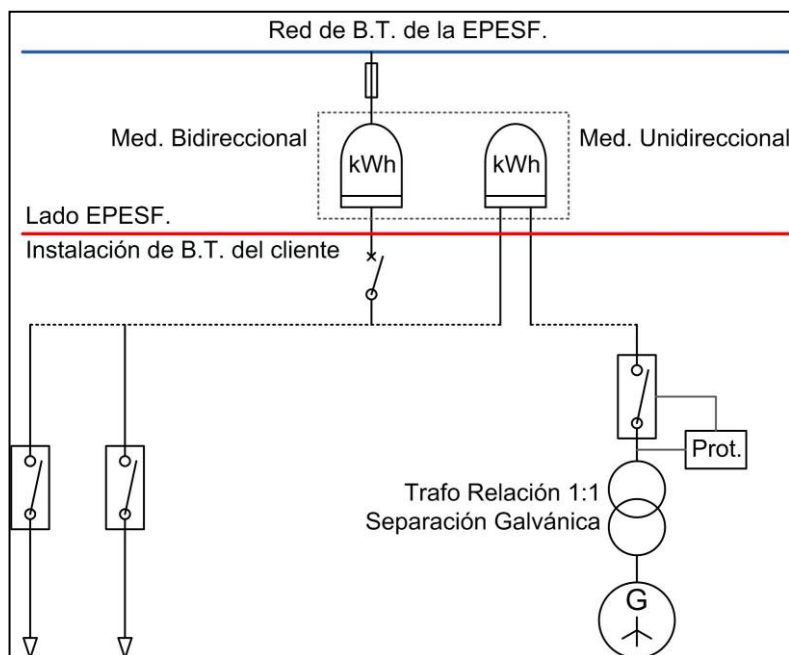 Red de B.T. de la EPESF.
Med. Bidireccional
kWh
kWh
Med. Unidireccional
Lado EPESF.
Instalación de B.T. del cliente
Prot.
Trafo Relación 1:1
Separación Galvánica
G